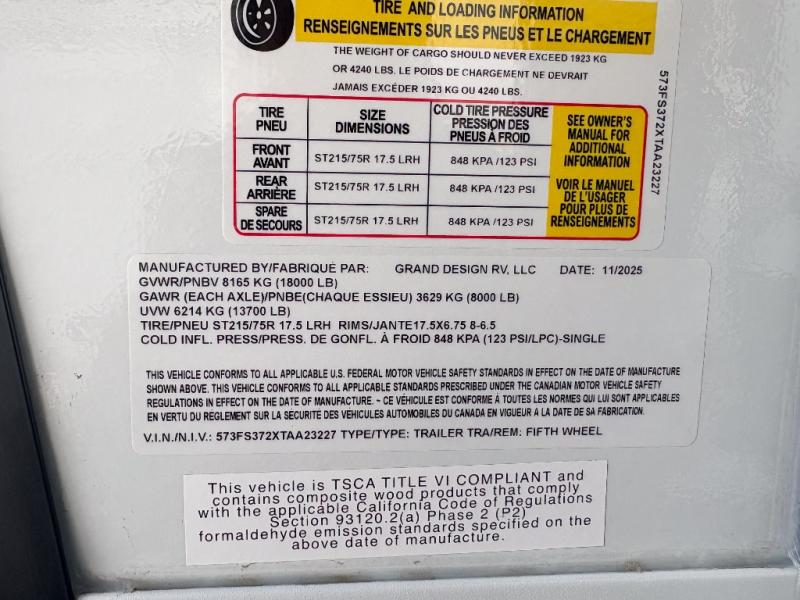 TIRE AND LOADING INFORMATION
RENSEIGNEMENTS SUR LES PNEUS ET LE CHARGEMENT
THE WEIGHT OF CARGO SHOULD NEVER EXCEED 1923 KG
OR 4240 LBS. LE POIDS DE CHARGEMENT NE DEVRAIT
JAMAIS EXCÉDER 1923 KG OU 4240 LBS.
TIRE
PNEU
SIZE
DIMENSIONS
COLD TIRE PRESSURE
PRESSION DES
PNEUS À FROID
FRONT
AVANT
ST215/75R 17.5 LRH
848 KPA /123 PSI
REAR
ARRIÈRE
ST215/75R 17.5 LRH
848 KPA /123 PSI
SPARE
DE SECOURS
ST215/75R 17.5 LRH
848 KPA /123 PSI
SEE OWNER'S
MANUAL FOR
ADDITIONAL
INFORMATION
VOIR LE MANUEL
DE L'USAGER
POUR PLUS DE
RENSEIGNEMENTS
573FS372XTAA23227
MANUFACTURED BY/FABRIQUÉ PAR: GRAND DESIGN RV, LLC DATE: 11/2025
GVWR/PNBV 8165 KG (18000 LB)
GAWR (EACH AXLE)/PNBE(CHAQUE ESSIEU) 3629 KG (8000 LB)
UVW 6214 KG (13700 LB)
TIRE/PNEU ST215/75R 17.5 LRH RIMS/JANTE17.5X6.75 8-6.5
COLD INFL. PRESS/PRESS. DE GONFL. À FROID 848 KPA (123 PSI/LPC)-SINGLE
THIS VEHICLE CONFORMS TO ALL APPLICABLE U.S. FEDERAL MOTOR VEHICLE SAFETY STANDARDS IN EFFECT ON THE DATE OF MANUFACTURE
SHOWN ABOVE. THIS VEHICLE CONFORMS TO ALL APPLICABLE STANDARDS PRESCRIBED UNDER THE CANADIAN MOTOR VEHICLE SAFETY
REGULATIONS IN EFFECT ON THE DATE OF MANUFACTURE. ~ CE VÉHICULE EST CONFORME À TOUTES LES NORMES QUI LUI SONT APPLICABLES
EN VERTU DU RÈGLEMENT SUR LA SÉCURITÉ DES VÉHICULES AUTOMOBILES DU CANADA EN VIGUEUR A LA DATE DE SA FABRICATION.
V.I.N./N.I.V.: 573FS372XTAA23227 TYPE/TYPE: TRAILER TRA/REM: FIFTH WHEEL
This vehicle is TSCA TITLE VI COMPLIANT and
contains composite wood products that comply
with the applicable California Code of Regulations
Section 93120.2(a) Phase 2 (P2)
formaldehyde emission standards specified on the
above date of manufacture.